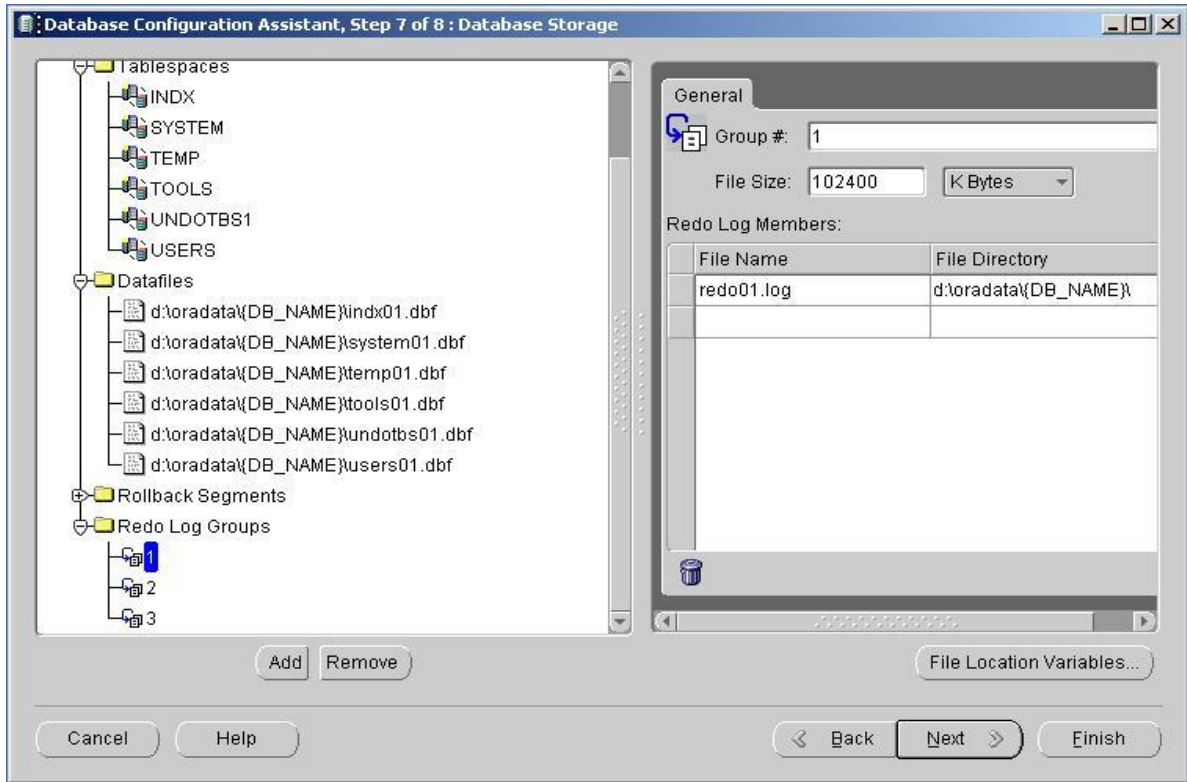 Database Configuration Assistant, Step 7 of 8 : Database Storage
Tablespaces
INDX
SYSTEM
TEMP
TOOLS
UNDOTBS1
USERS
Datafiles
d:\oradata\{DB_NAME}\indx01.dbf
d:\oradata\{DB_NAME}\system01.dbf
d:\oradata\{DB_NAME}\temp01.dbf
d:\oradata\{DB_NAME}\tools01.dbf
d:\oradata\{DB_NAME}\undotbs01.dbf
d:\oradata\{DB_NAME}\users01.dbf
Rollback Segments
Redo Log Groups
1
2
3
Add Remove
General
Group #: 1
File Size: 102400 K Bytes
Redo Log Members:
File Name File Directory
redo01.log d:\oradata\{DB_NAME}\
File Location Variables...
Cancel Help Back Next Finish